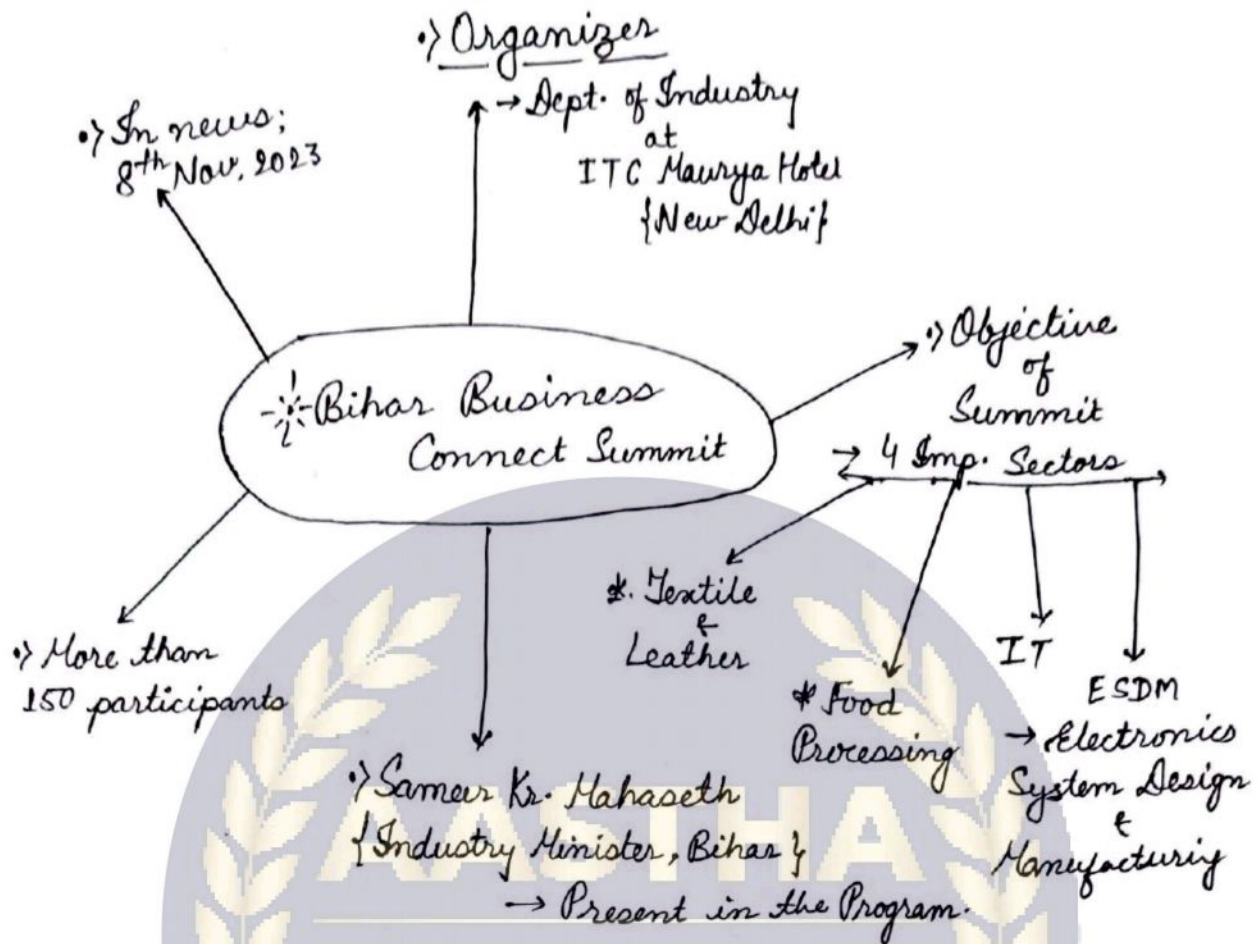 •) Organizer
→ Dept. of Industry
at
ITC Maurya Hotel
{New Delhi}
•) In news;
8th Nov, 2023
Bihar Business
Connect Summit
•) Objective
of
Summit
→ 4 Imp. Sectors
*. Textile
&
Leather
* Food
Processing
IT
ESDM
→ Electronics
System Design
&
Manufacturing
•) More than
150 participants
•) Sameer Kr. Mahaseth
{Industry Minister, Bihar}
→ Present in the Program.
AASTHA